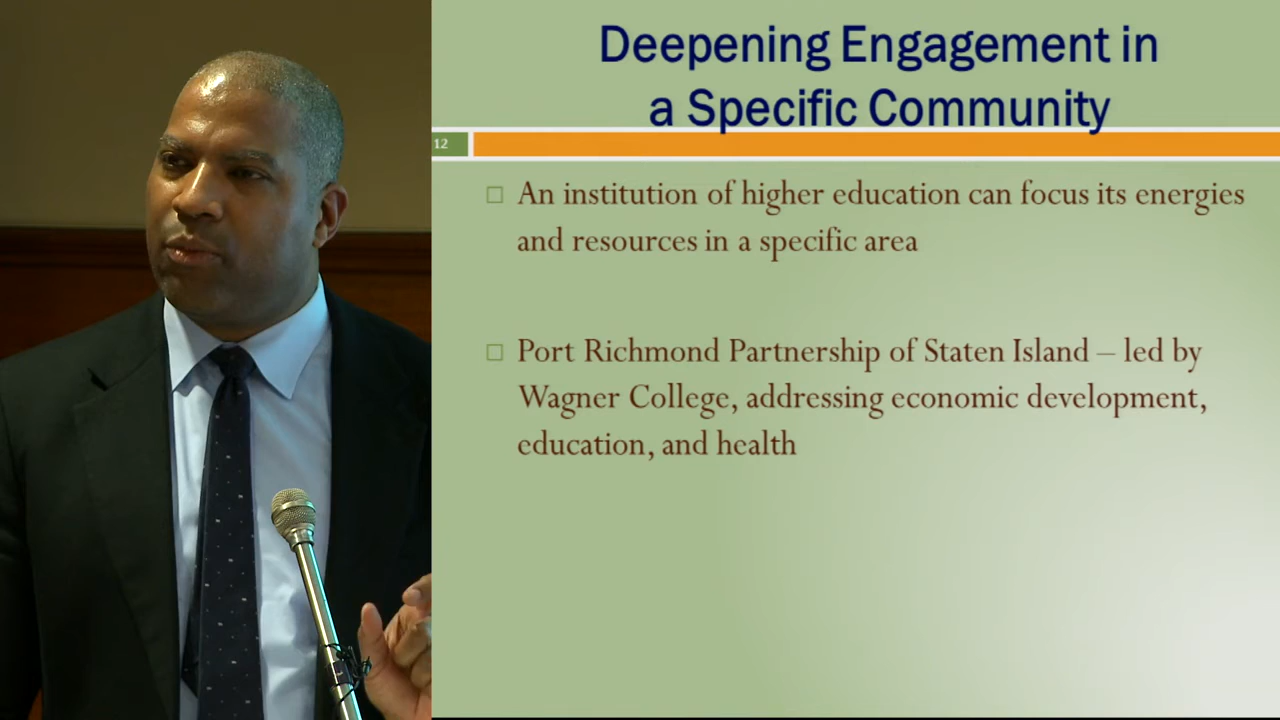 Deepening Engagement in
a Specific Community
12
An institution of higher education can focus its energies
and resources in a specific area
Port Richmond Partnership of Staten Island – led by
Wagner College, addressing economic development,
education, and health